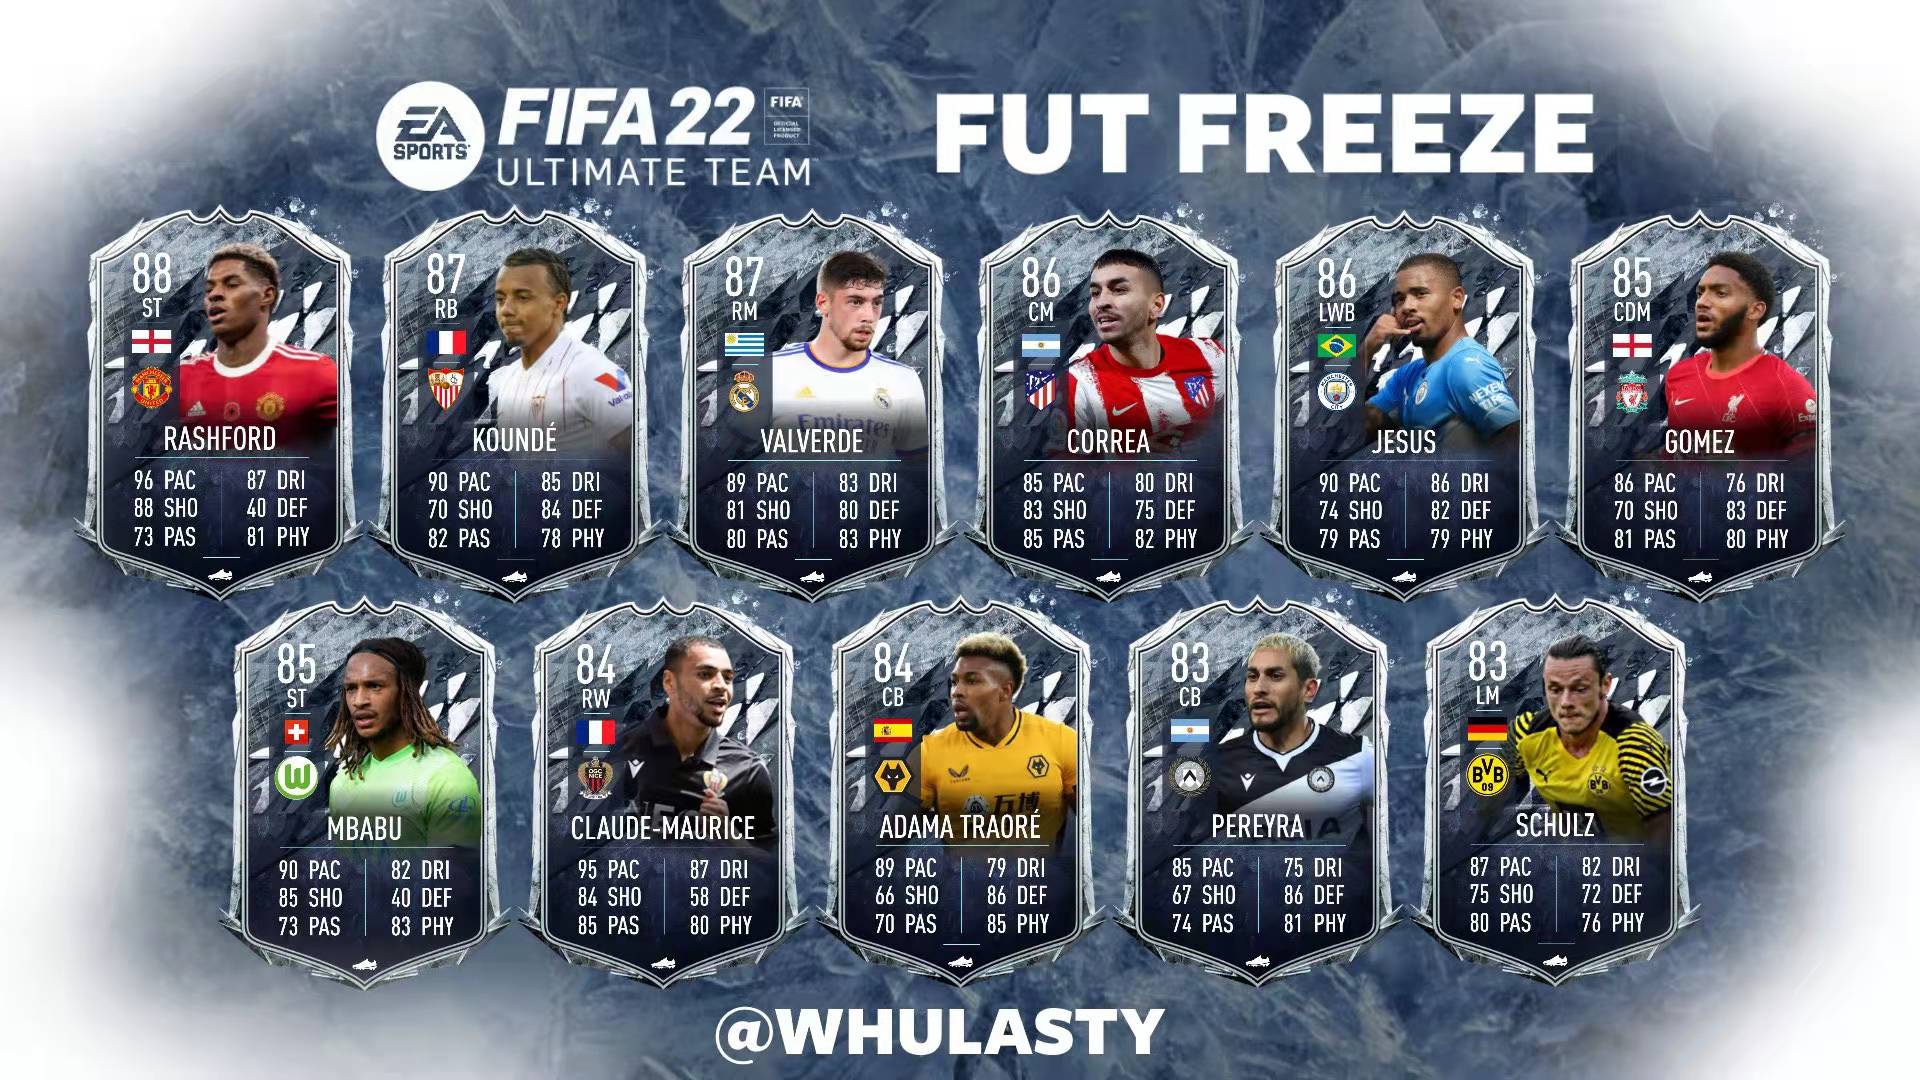 EA SPORTS FIFA 22 FIFA OFFICIAL LICENSED PRODUCT
ULTIMATE TEAM
FUT FREEZE
88
ST
RASHFORD
96 PAC 87 DRI
88 SHO 40 DEF
73 PAS 81 PHY
87
RB
KOUNDÉ
90 PAC 85 DRI
70 SHO 84 DEF
82 PAS 78 PHY
87
RM
VALVERDE
89 PAC 83 DRI
81 SHO 80 DEF
80 PAS 83 PHY
86
CM
CORREA
85 PAC 80 DRI
83 SHO 75 DEF
85 PAS 82 PHY
86
LWB
JESUS
90 PAC 86 DRI
74 SHO 82 DEF
79 PAS 79 PHY
85
CDM
GOMEZ
86 PAC 76 DRI
70 SHO 83 DEF
81 PAS 80 PHY
85
ST
MBABU
90 PAC 82 DRI
85 SHO 40 DEF
73 PAS 83 PHY
84
RW
CLAUDE-MAURICE
95 PAC 87 DRI
84 SHO 58 DEF
85 PAS 80 PHY
84
CB
ADAMA TRAORÉ
89 PAC 79 DRI
66 SHO 86 DEF
70 PAS 85 PHY
83
CB
PEREYRA
85 PAC 75 DRI
67 SHO 86 DEF
74 PAS 81 PHY
83
LM
SCHULZ
87 PAC 82 DRI
75 SHO 72 DEF
80 PAS 76 PHY
@WHULASTY